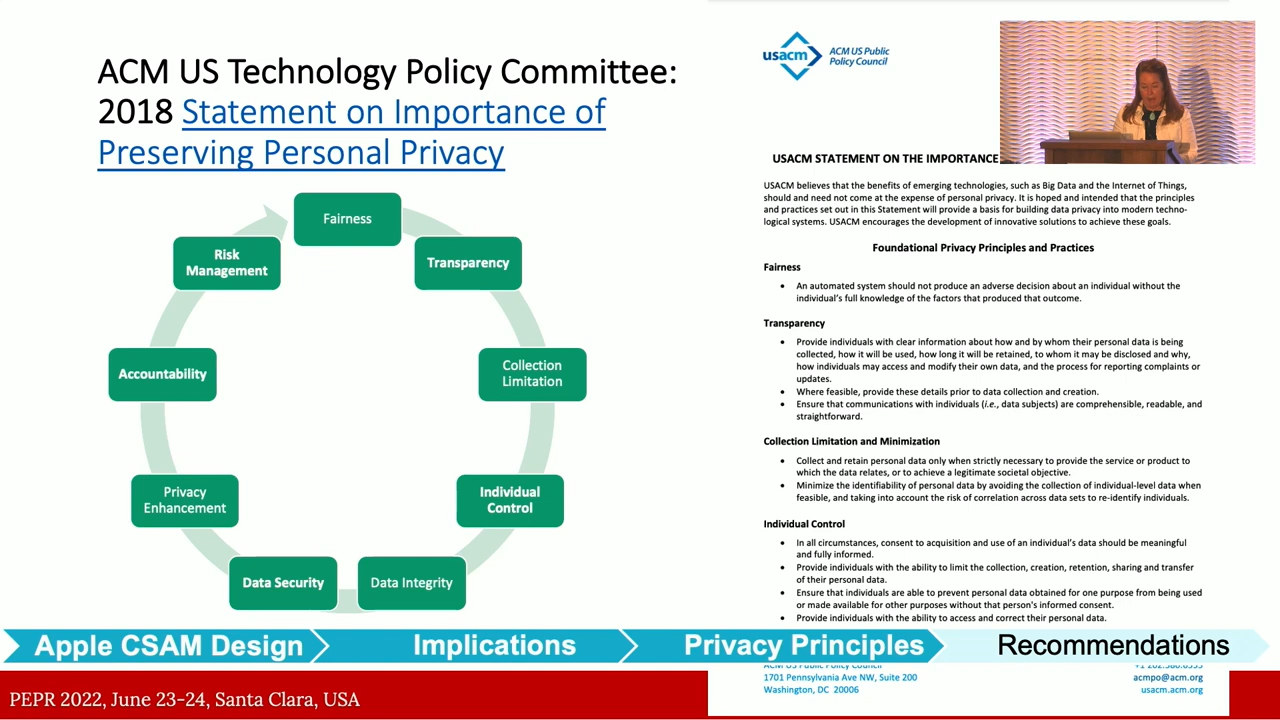 ACM US Technology Policy Committee:
2018 Statement on Importance of
Preserving Personal Privacy
Fairness
Transparency
Collection
Limitation
Individual
Control
Data Integrity
Data Security
Privacy
Enhancement
Accountability
Risk
Management
usacm
ACM US Public
Policy Council
USACM STATEMENT ON THE IMPORTANCE
USACM believes that the benefits of emerging technologies, such as Big Data and the Internet of Things,
should and need not come at the expense of personal privacy. It is hoped and intended that the principles
and practices set out in this Statement will provide a basis for building data privacy into modern techno-
logical systems. USACM encourages the development of innovative solutions to achieve these goals.
Foundational Privacy Principles and Practices
Fairness
• An automated system should not produce an adverse decision about an individual without the
individual's full knowledge of the factors that produced that outcome.
Transparency
• Provide individuals with clear information about how and by whom their personal data is being
collected, how it will be used, how long it will be retained, to whom it may be disclosed and why,
how individuals may access and modify their own data, and the process for reporting complaints or
updates.
• Where feasible, provide these details prior to data collection and creation.
• Ensure that communications with individuals (i.e., data subjects) are comprehensible, readable, and
straightforward.
Collection Limitation and Minimization
• Collect and retain personal data only when strictly necessary to provide the service or product to
which the data relates, or to achieve a legitimate societal objective.
• Minimize the identifiability of personal data by avoiding the collection of individual-level data when
feasible, and taking into account the risk of correlation across data sets to re-identify individuals.
Individual Control
• In all circumstances, consent to acquisition and use of an individual's data should be meaningful
and fully informed.
• Provide individuals with the ability to limit the collection, creation, retention, sharing and transfer
of their personal data.
• Ensure that individuals are able to prevent personal data obtained for one purpose from being used
or made available for other purposes without that person's informed consent.
• Provide individuals with the ability to access and correct their personal data.
Apple CSAM Design
Implications
Privacy Principles
Recommendations
ACM US Public Policy Council
1701 Pennsylvania Ave NW, Suite 200
Washington, DC 20006
acmpo@acm.org
usacm.acm.org
PEPR 2022, June 23-24, Santa Clara, USA